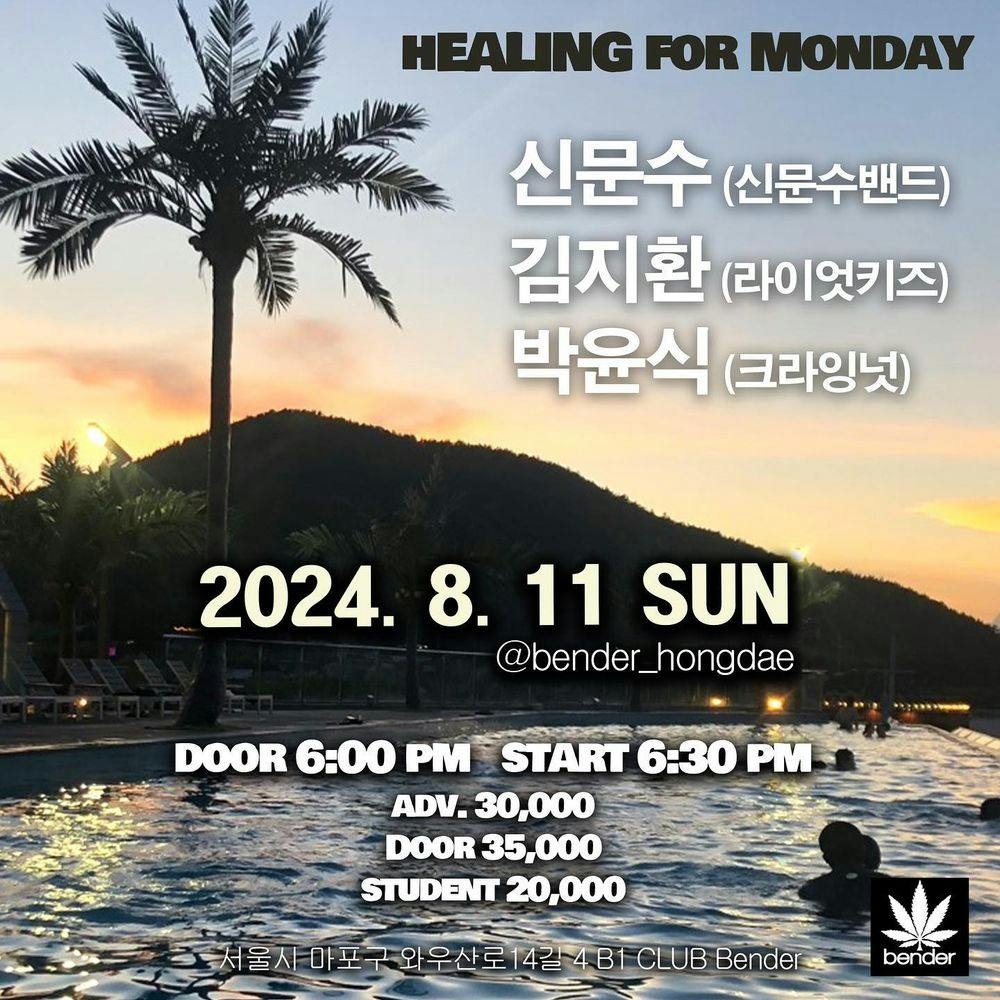 HEALING FOR MONDAY
신문수 (신문수밴드)
김지환 (라이엇키즈)
박윤식 (크라잉넛)
2024. 8. 11 SUN
@bender_hongdae
DOOR 6:00 PM START 6:30 PM
ADV. 30,000
DOOR 35,000
STUDENT 20,000
서울시 마포구 와우산로14길 4 B1 CLUB Bender
bender